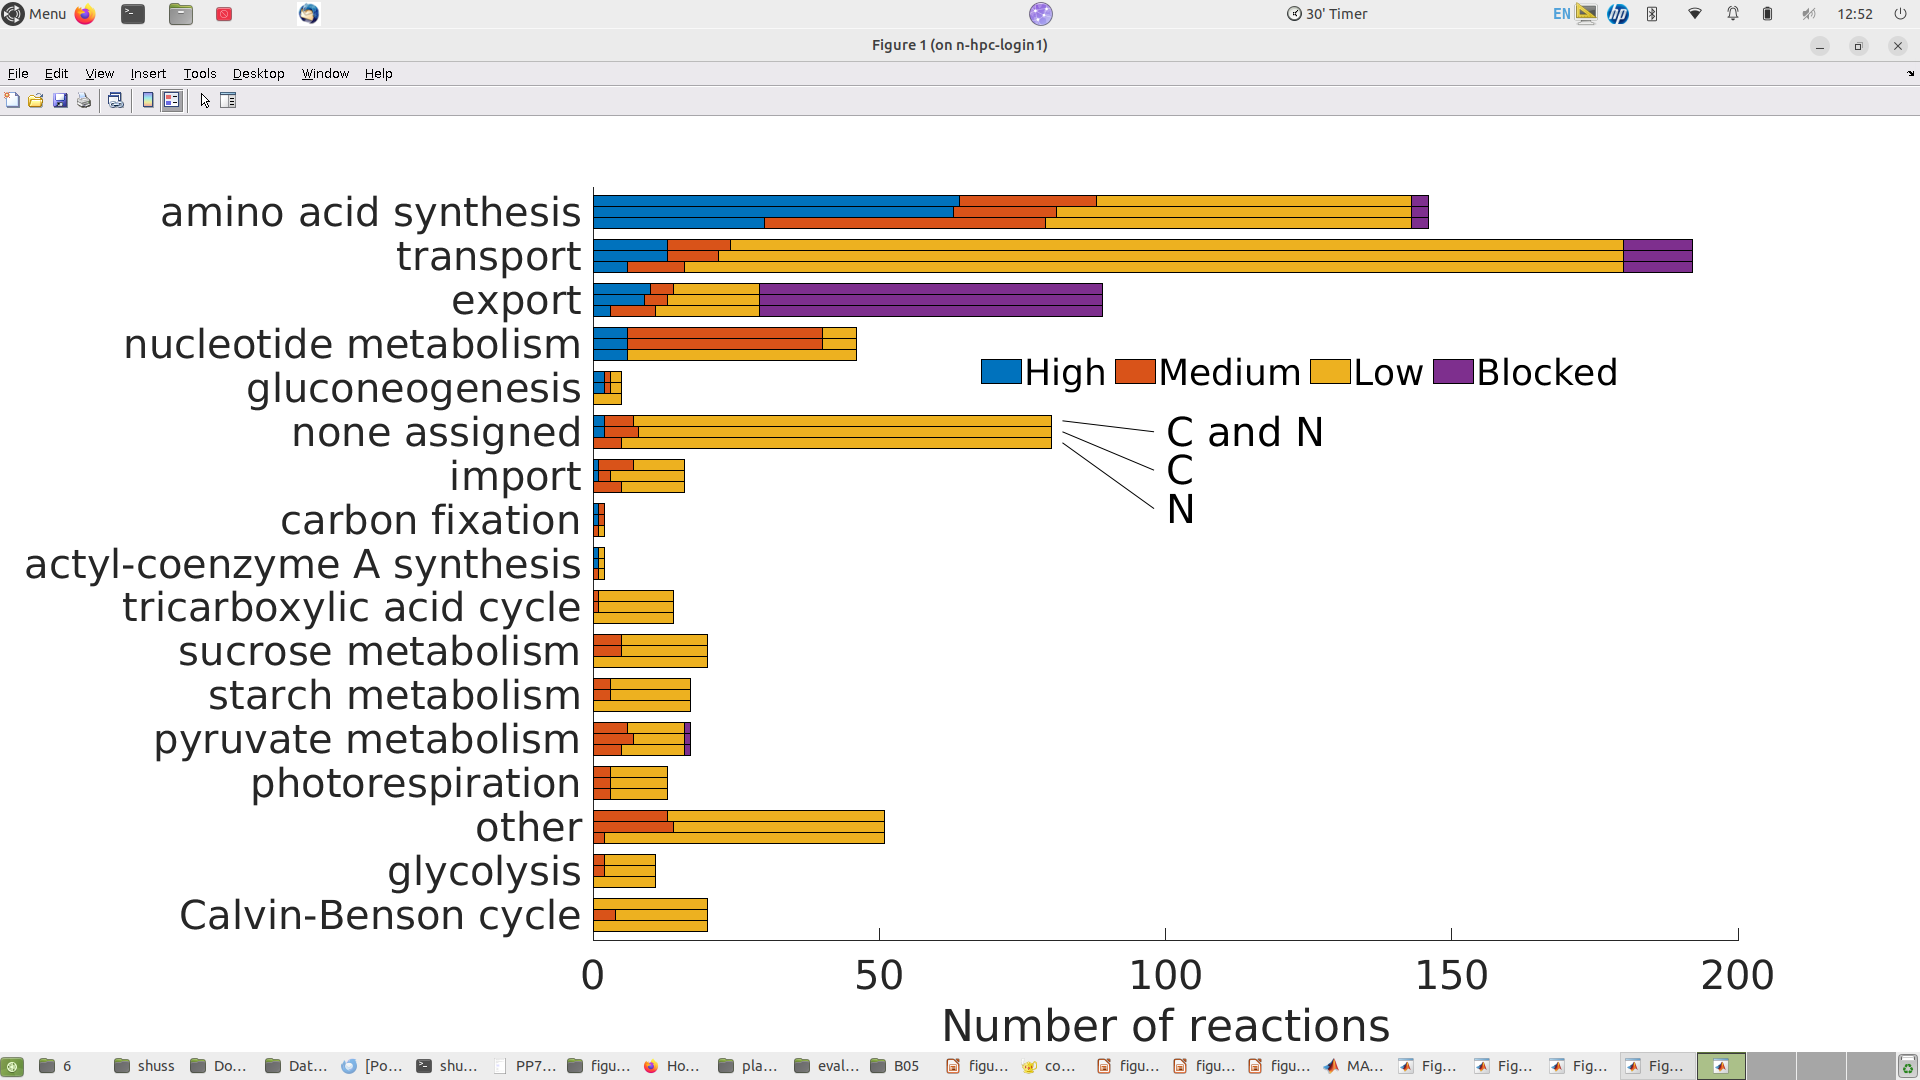 Menu 30' Timer EN hp 12:52
Figure 1 (on n-hpc-login1)
File Edit View Insert Tools Desktop Window Help
amino acid synthesis
transport
export
nucleotide metabolism
High Medium Low Blocked
gluconeogenesis
none assigned
C and N
C
N
import
carbon fixation
actyl-coenzyme A synthesis
tricarboxylic acid cycle
sucrose metabolism
starch metabolism
pyruvate metabolism
photorespiration
other
glycolysis
Calvin-Benson cycle
0 50 100 150 200
Number of reactions
6 shuss Do... Dat... [Po... shu... PP7... figu... Ho... pla... eval... B05 figu... co... figu... figu... figu... MA... Fig... Fig... Fig... Fig...